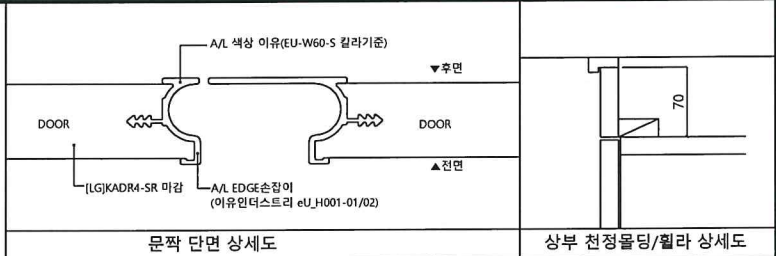 A/L 색상 이유(EU-W60-S 킬라기준)
▼후면
DOOR
DOOR
70
▲전면
[LG]KADR4-SR 마감
A/L EDGE손잡이
(이유인더스트리 eU_H001-01/02)
문짝 단면 상세도
상부 천정몰딩/휠라 상세도